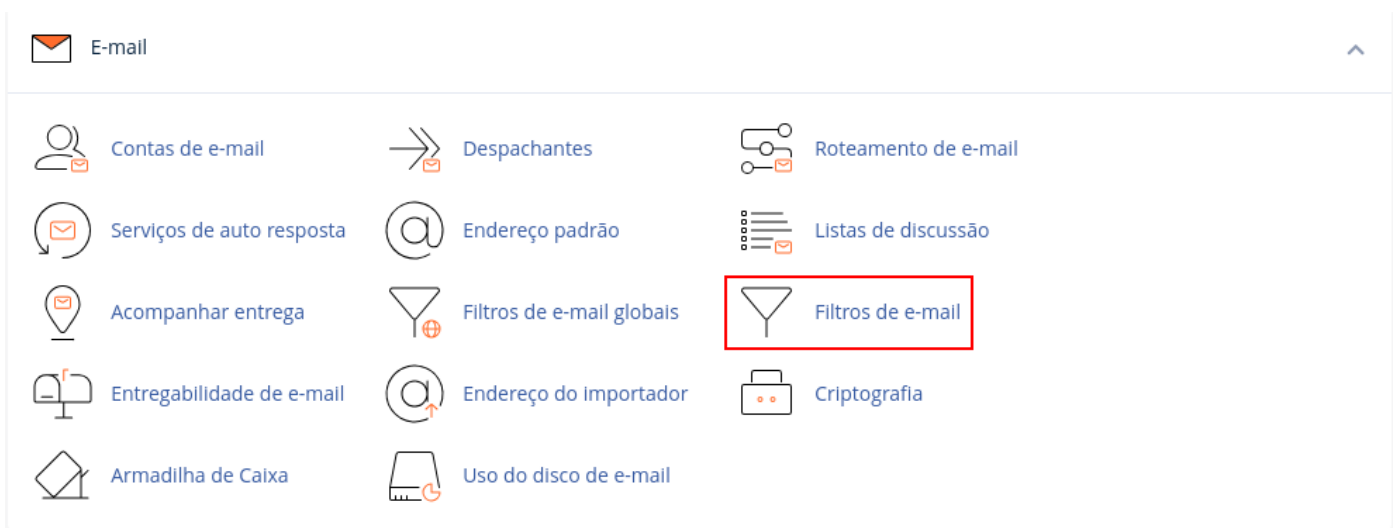 E-mail
Contas de e-mail
Despachantes
Roteamento de e-mail
Serviços de auto resposta
Endereço padrão
Listas de discussão
Acompanhar entrega
Filtros de e-mail globais
Filtros de e-mail
Entregabilidade de e-mail
Endereço do importador
Criptografia
Armadilha de Caixa
Uso do disco de e-mail